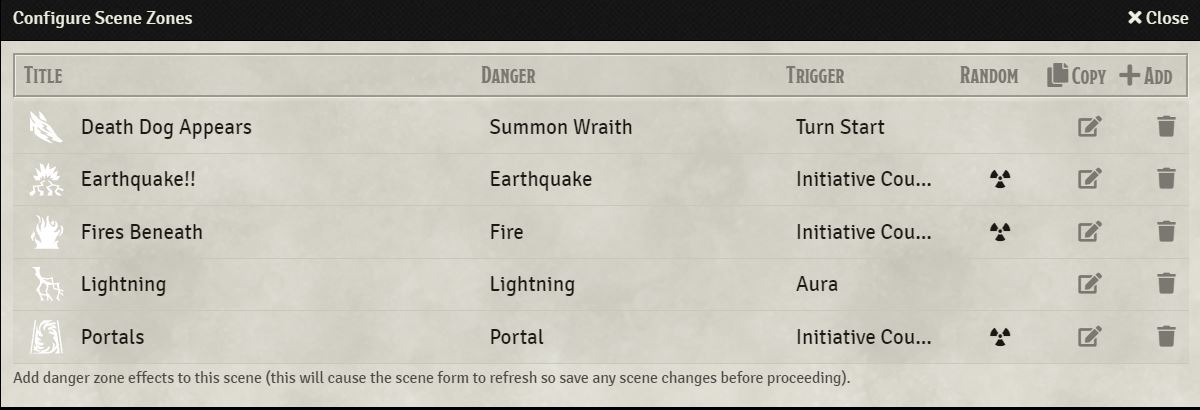 Configure Scene Zones Close
Title Danger Trigger Random Copy Add
Death Dog Appears Summon Wraith Turn Start
Earthquake!! Earthquake Initiative Cou...
Fires Beneath Fire Initiative Cou...
Lightning Lightning Aura
Portals Portal Initiative Cou...
Add danger zone effects to this scene (this will cause the scene form to refresh so save any scene changes before proceeding).